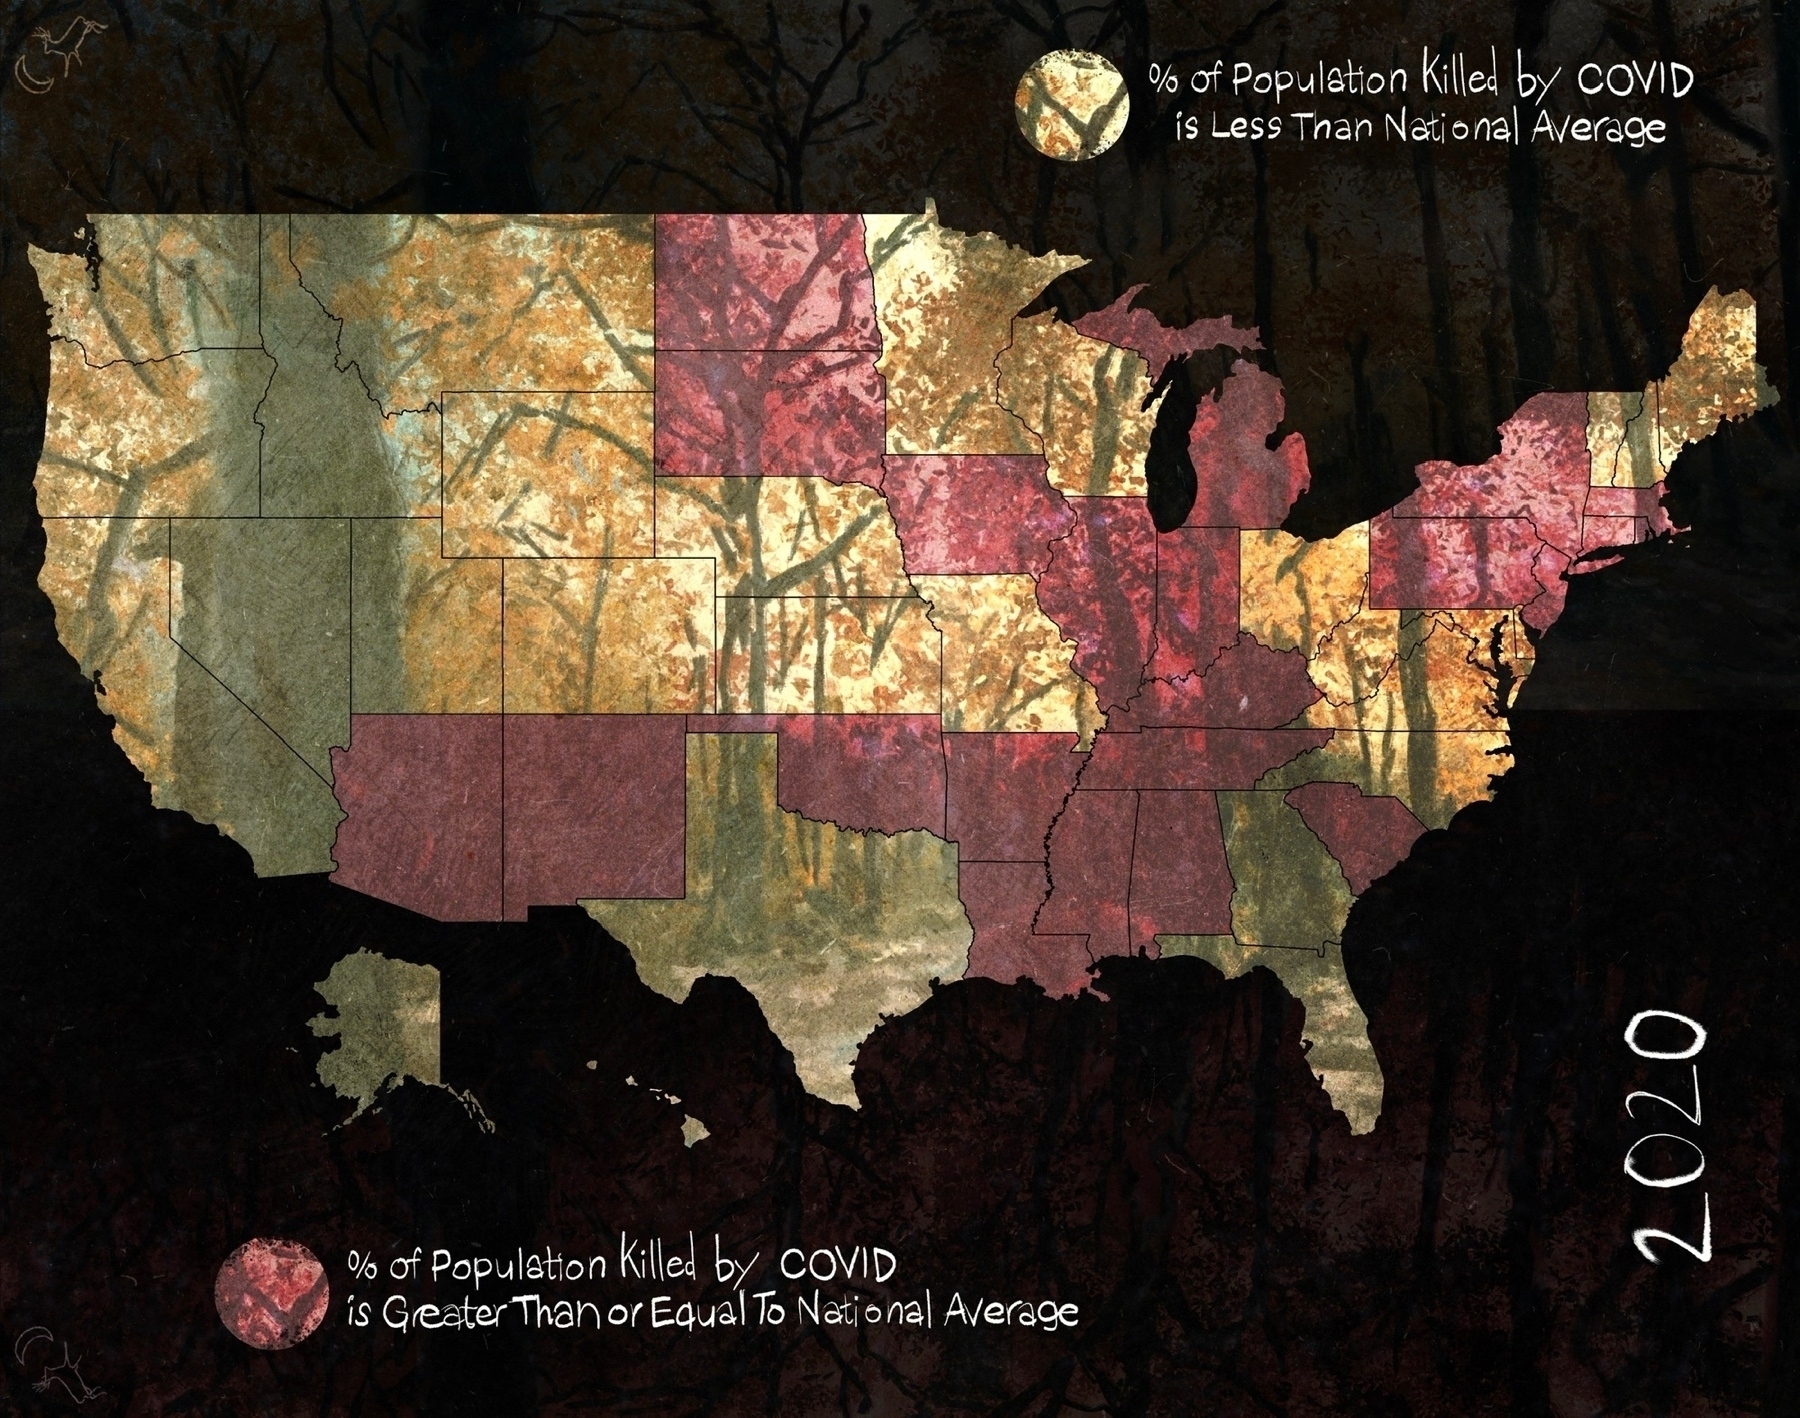 % of Population Killed by COVID
is Less Than National Average
2020
% of Population Killed by COVID
is Greater Than or Equal To National Average